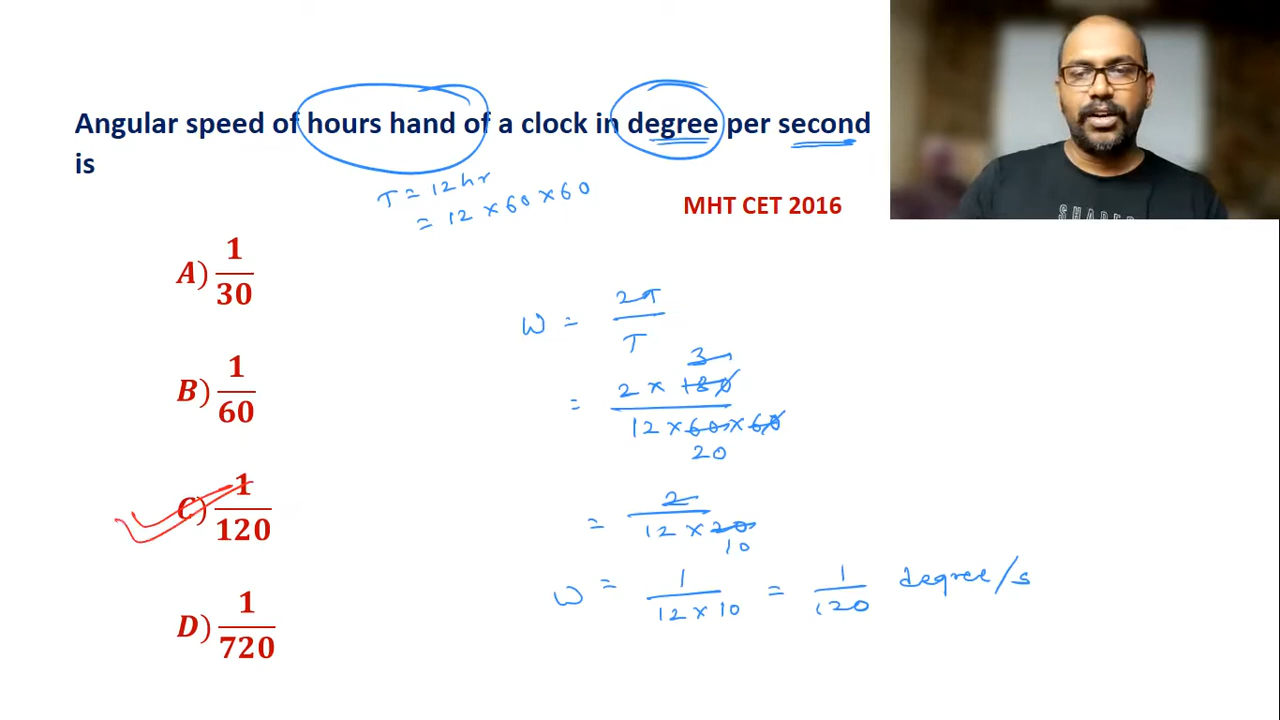 Angular speed of hours hand of a clock in degree per second
is
T = 12 hr
= 12 × 60 × 60
MHT CET 2016
A) 1/30
B) 1/60
C) 1/120
D) 1/720
W = 2π/T
3
= 2 × 180 / 12 × 60 × 60
20
= 2 / 12 × 20
10
W = 1 / 12 × 10 = 1/120 degree/s